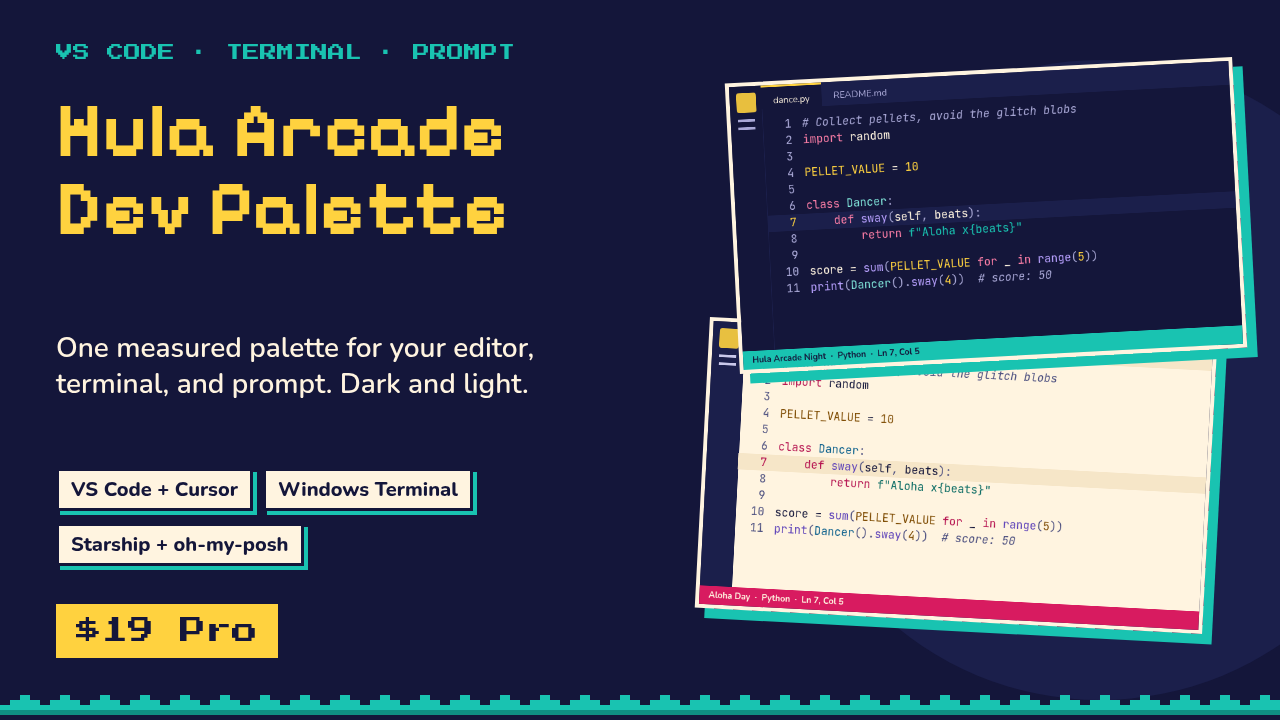 VS CODE · TERMINAL · PROMPT
Hula Arcade
Dev Palette
One measured palette for your editor,
terminal, and prompt. Dark and light.
VS Code + Cursor
Windows Terminal
Starship + oh-my-posh
$19 Pro
dance.py
README.md
1 # Collect pellets, avoid the glitch blobs
2 import random
3
4 PELLET_VALUE = 10
5
6 class Dancer:
7     def sway(self, beats):
8         return f"Aloha x{beats}"
9
10 score = sum(PELLET_VALUE for _ in range(5))
11 print(Dancer().sway(4))  # score: 50
Hula Arcade Night · Python · Ln 7, Col 5
the glitch blobs
2 import random
3
4 PELLET_VALUE = 10
5
6 class Dancer:
7     def sway(self, beats):
8         return f"Aloha x{beats}"
9
10 score = sum(PELLET_VALUE for _ in range(5))
11 print(Dancer().sway(4))  # score: 50
Aloha Day · Python · Ln 7, Col 5